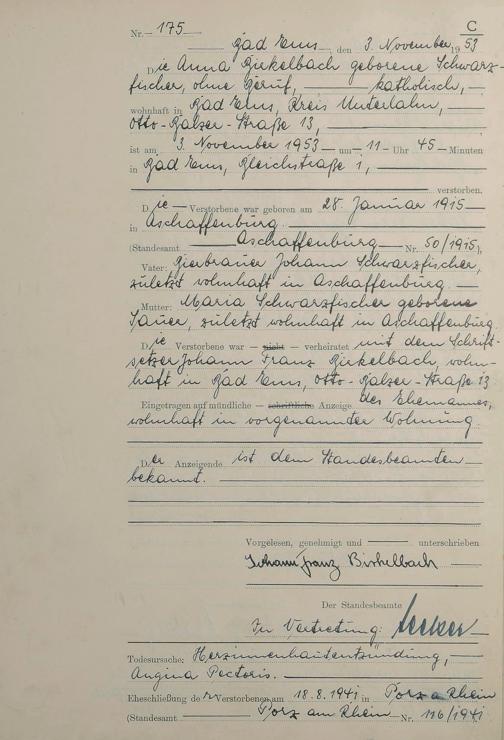 C
Nr. 175
Bad Ems, den 3. November 1953
Die Anna Birkelbach geborene Schwarz-
fischer, ohne Beruf, katholisch,
wohnhaft in Bad Ems, Kreis Unterlahn,
Otto-Balzer-Straße 13,
ist am 3. November 1953 um 11 Uhr 45 Minuten
in Bad Ems, Bleichstraße 1,
verstorben.
Die Verstorbene war geboren am 28. Januar 1915
in Aschaffenburg
(Standesamt Aschaffenburg Nr. 50/1915),
Vater: Bierbrauer Johann Schwarzfischer,
zuletzt wohnhaft in Aschaffenburg.
Mutter: Maria Schwarzfischer geborene
Sauer, zuletzt wohnhaft in Aschaffenburg.
Die Verstorbene war – nicht – verheiratet mit dem Schrift-
setzer Johann Franz Birkelbach, wohn-
haft in Bad Ems, Otto-Balzer-Straße 13
Eingetragen auf mündliche – schriftliche Anzeige des Ehemannes,
wohnhaft in vorgenannter Wohnung
Der Anzeigende ist dem Standesbeamten
bekannt.
Vorgelesen, genehmigt und unterschrieben
Johann Franz Birkelbach
Der Standesbeamte
In Vertretung:
Todesursache: Herzinnenhautentzündung,
Angina Pectoris.
Eheschließung der Verstorbenen am 18.8.1941 in Porz a Rhein
(Standesamt Porz am Rhein Nr. 116/1941